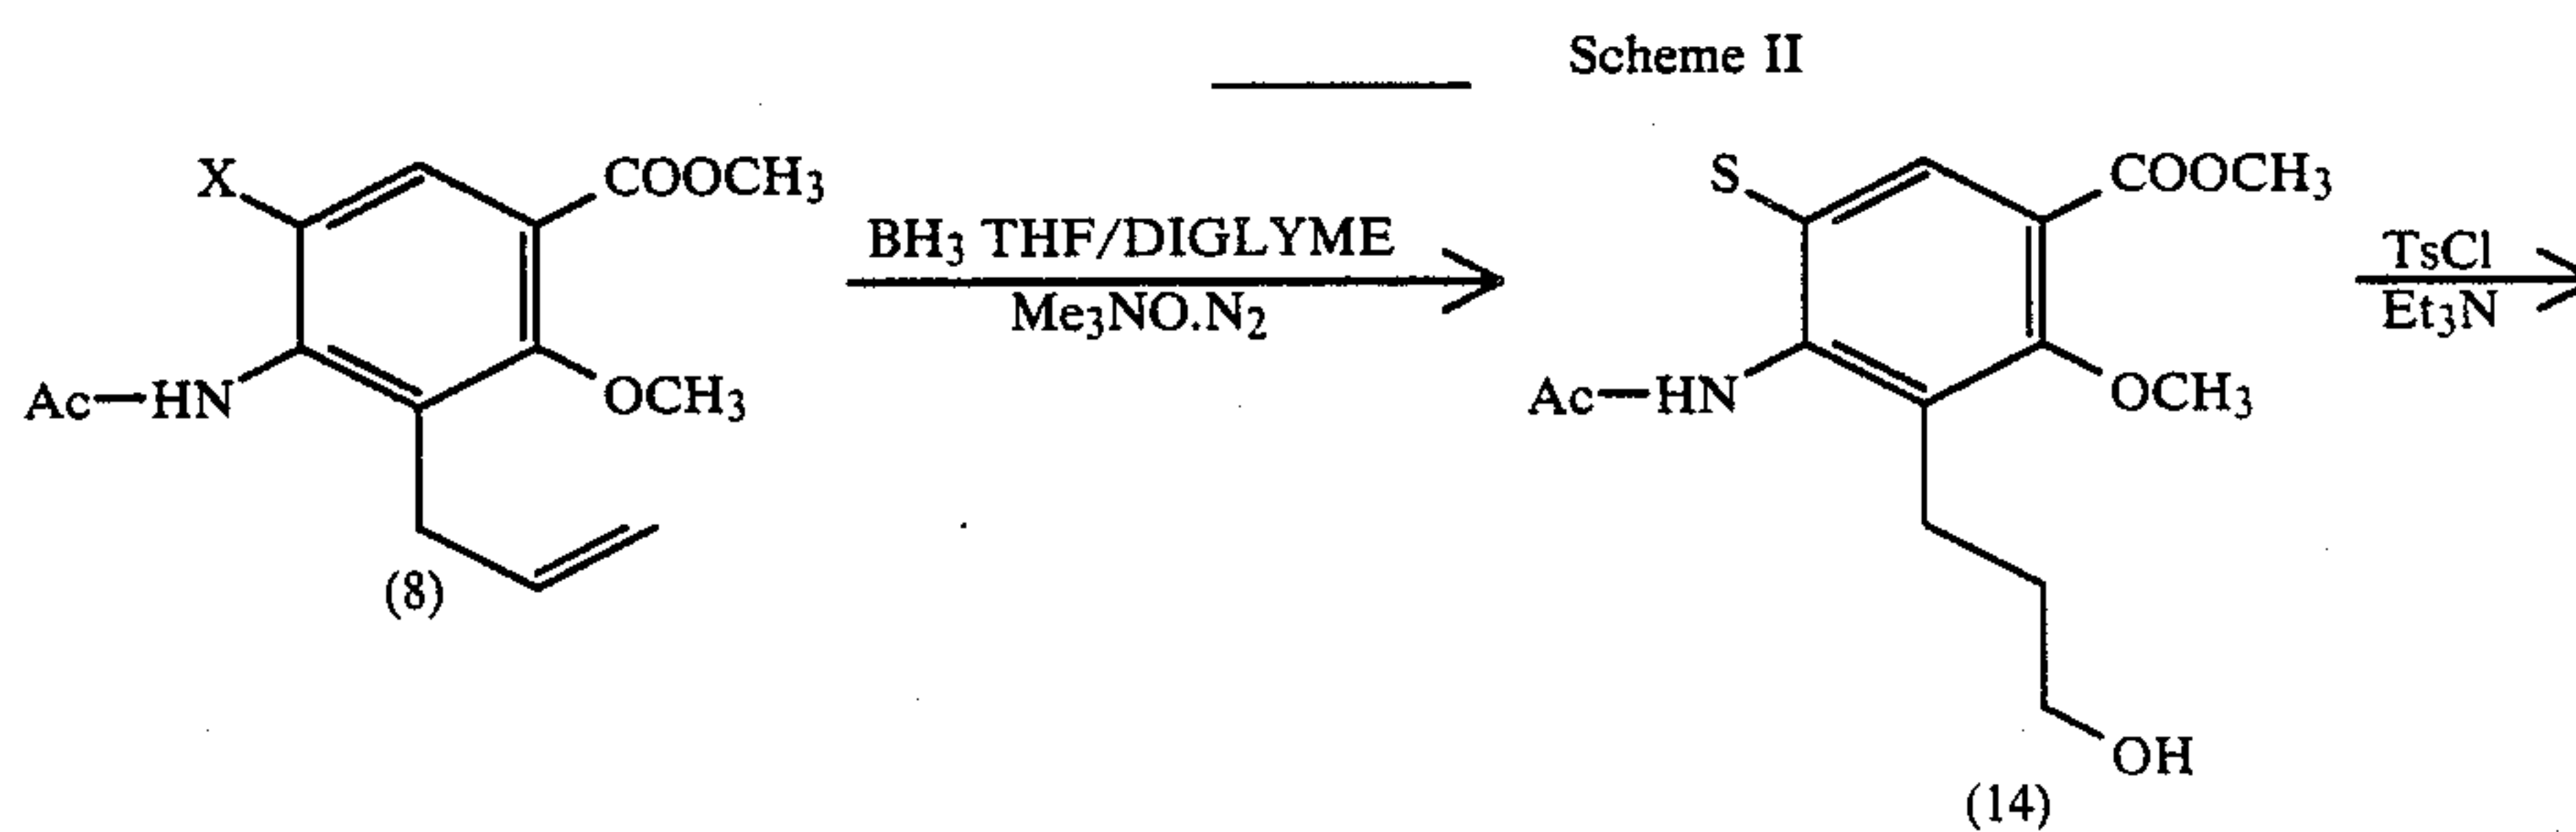 Scheme II
X
COOCH3
BH3 THF/DIGLYME
Me3NO.N2
Ac—HN
OCH3
(8)
S
COOCH3
TsCl
Et3N
Ac—HN
OCH3
OH
(14)